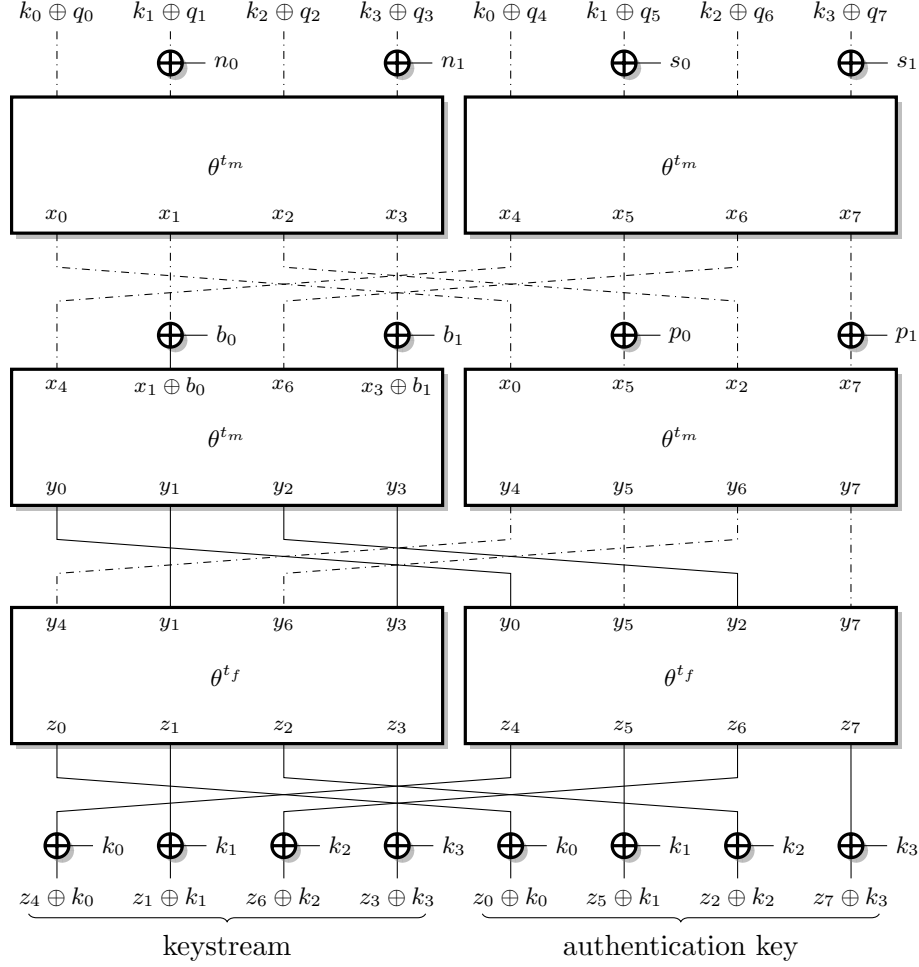 k₀ ⊕ q₀ k₁ ⊕ q₁ k₂ ⊕ q₂ k₃ ⊕ q₃ k₀ ⊕ q₄ k₁ ⊕ q₅ k₂ ⊕ q₆ k₃ ⊕ q₇
n₀ n₁ s₀ s₁
θ^{t_m} θ^{t_m}
x₀ x₁ x₂ x₃ x₄ x₅ x₆ x₇
b₀ b₁ p₀ p₁
x₄ x₁ ⊕ b₀ x₆ x₃ ⊕ b₁ x₀ x₅ x₂ x₇
θ^{t_m} θ^{t_m}
y₀ y₁ y₂ y₃ y₄ y₅ y₆ y₇
y₄ y₁ y₆ y₃ y₀ y₅ y₂ y₇
θ^{t_f} θ^{t_f}
z₀ z₁ z₂ z₃ z₄ z₅ z₆ z₇
k₀ k₁ k₂ k₃ k₀ k₁ k₂ k₃
z₄ ⊕ k₀ z₁ ⊕ k₁ z₆ ⊕ k₂ z₃ ⊕ k₃ z₀ ⊕ k₀ z₅ ⊕ k₁ z₂ ⊕ k₂ z₇ ⊕ k₃
keystream authentication key